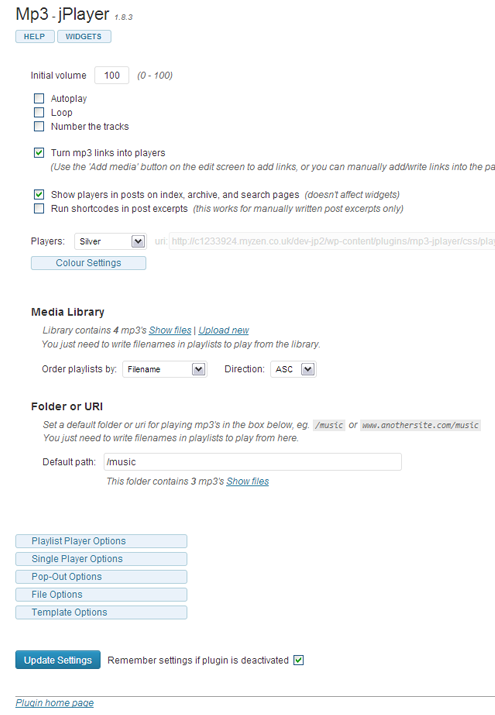 Mp3 - jPlayer 1.8.3
HELP WIDGETS
Initial volume 100 (0 - 100)
Autoplay
Loop
Number the tracks
Turn mp3 links into players
(Use the 'Add media' button on the edit screen to add links, or you can manually add/write links into the pa
Show players in posts on index, archive, and search pages (doesn't affect widgets)
Run shortcodes in post excerpts (this works for manually written post excerpts only)
Players: Silver uri: http://c1233924.myzen.co.uk/dev-jp2/wp-content/plugins/mp3-jplayer/css/play
Colour Settings
Media Library
Library contains 4 mp3's Show files | Upload new
You just need to write filenames in playlists to play from the library.
Order playlists by: Filename Direction: ASC
Folder or URI
Set a default folder or uri for playing mp3's in the box below, eg. /music or www.anothersite.com/music
You just need to write filenames in playlists to play from here.
Default path: /music
This folder contains 3 mp3's Show files
Playlist Player Options
Single Player Options
Pop-Out Options
File Options
Template Options
Update Settings Remember settings if plugin is deactivated
Plugin home page